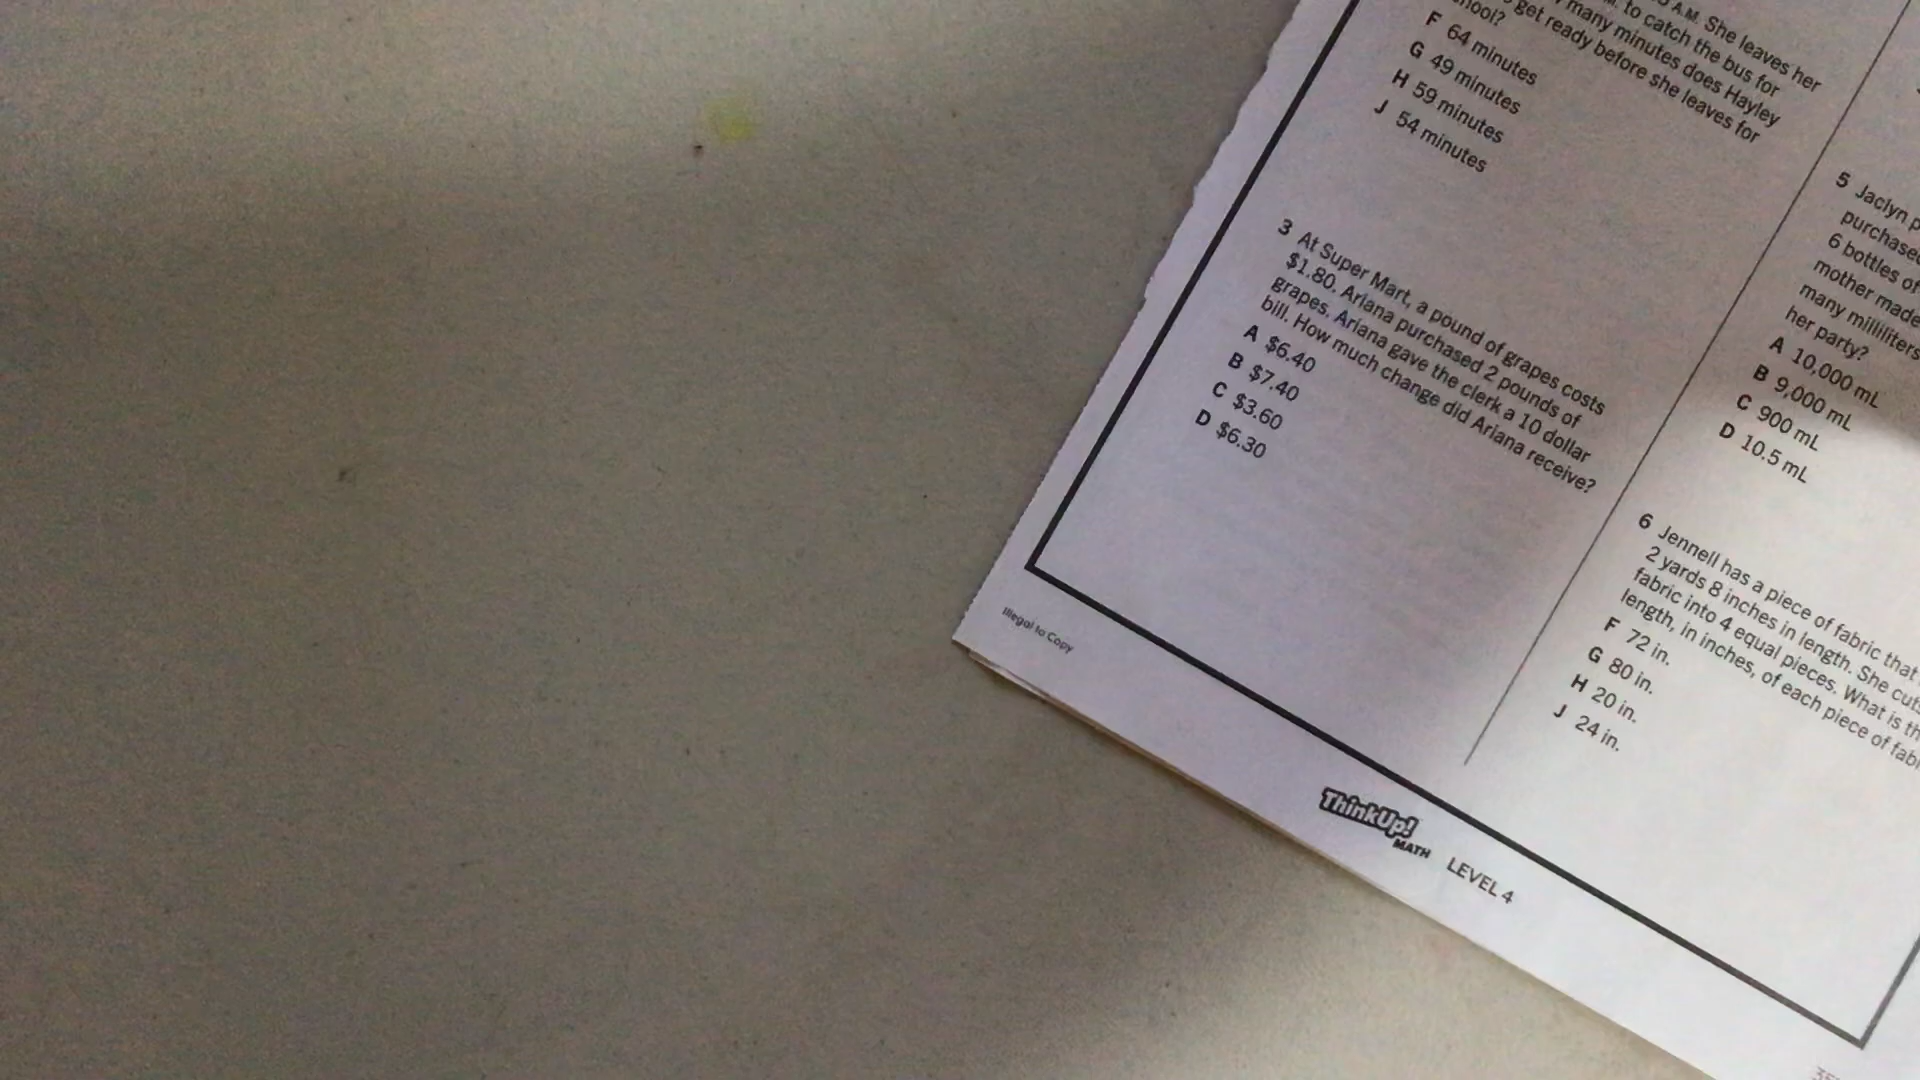 A.M. She leaves her
to catch the bus for
many minutes does Hayley
get ready before she leaves for
F 64 minutes
G 49 minutes
H 59 minutes
J 54 minutes
3 At Super Mart, a pound of grapes costs
$1.80. Ariana purchased 2 pounds of
grapes. Ariana gave the clerk a 10 dollar
bill. How much change did Ariana receive?
A $6.40
B $7.40
C $3.60
D $6.30
5 Jaclyn
6 bottles of
mother made
many milliliters
her party?
A 10,000 mL
B 9,000 mL
C 900 mL
D 10.5 mL
6 Jennell has a piece of fabric that
2 yards 8 inches in length. She cuts
fabric into 4 equal pieces. What is
length, in inches, of each piece of
F 72 in.
G 80 in.
H 20 in.
J 24 in.
Illegal to Copy
ThinkUp!
MATH LEVEL 4